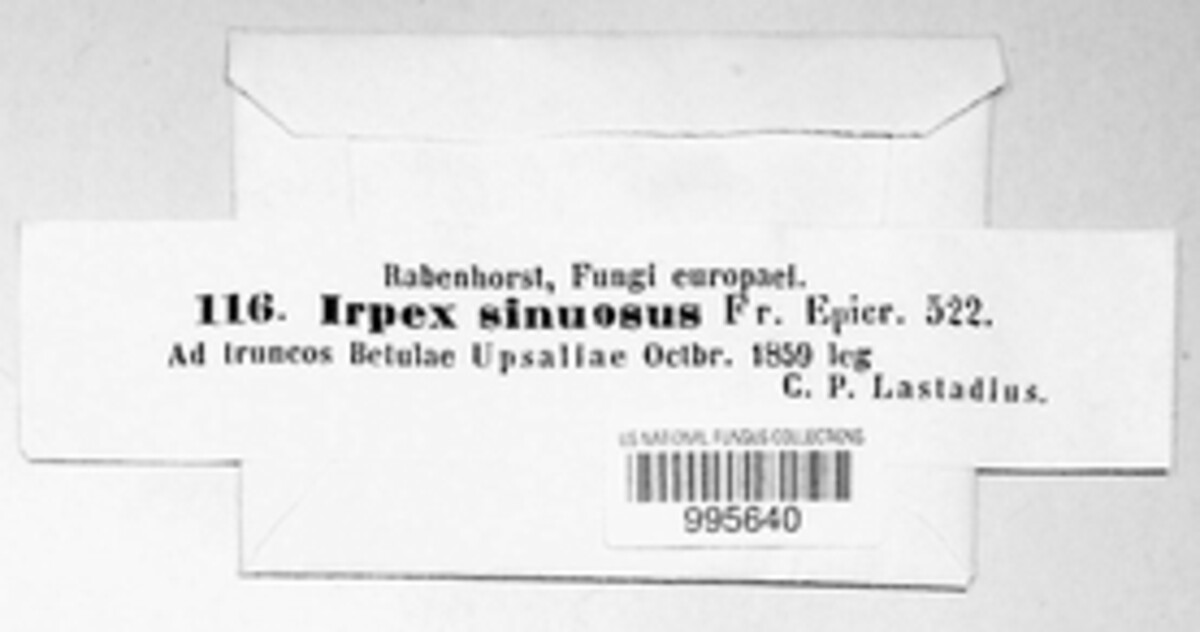 Rabenhorst, Fungi europaei.
116. Irpex sinuosus Fr. Epicr. 522.
Ad truncos Betulae Upsaliae Octbr. 1859 leg
C. P. Lastadius.
US NATIONAL FUNGUS COLLECTIONS
995640